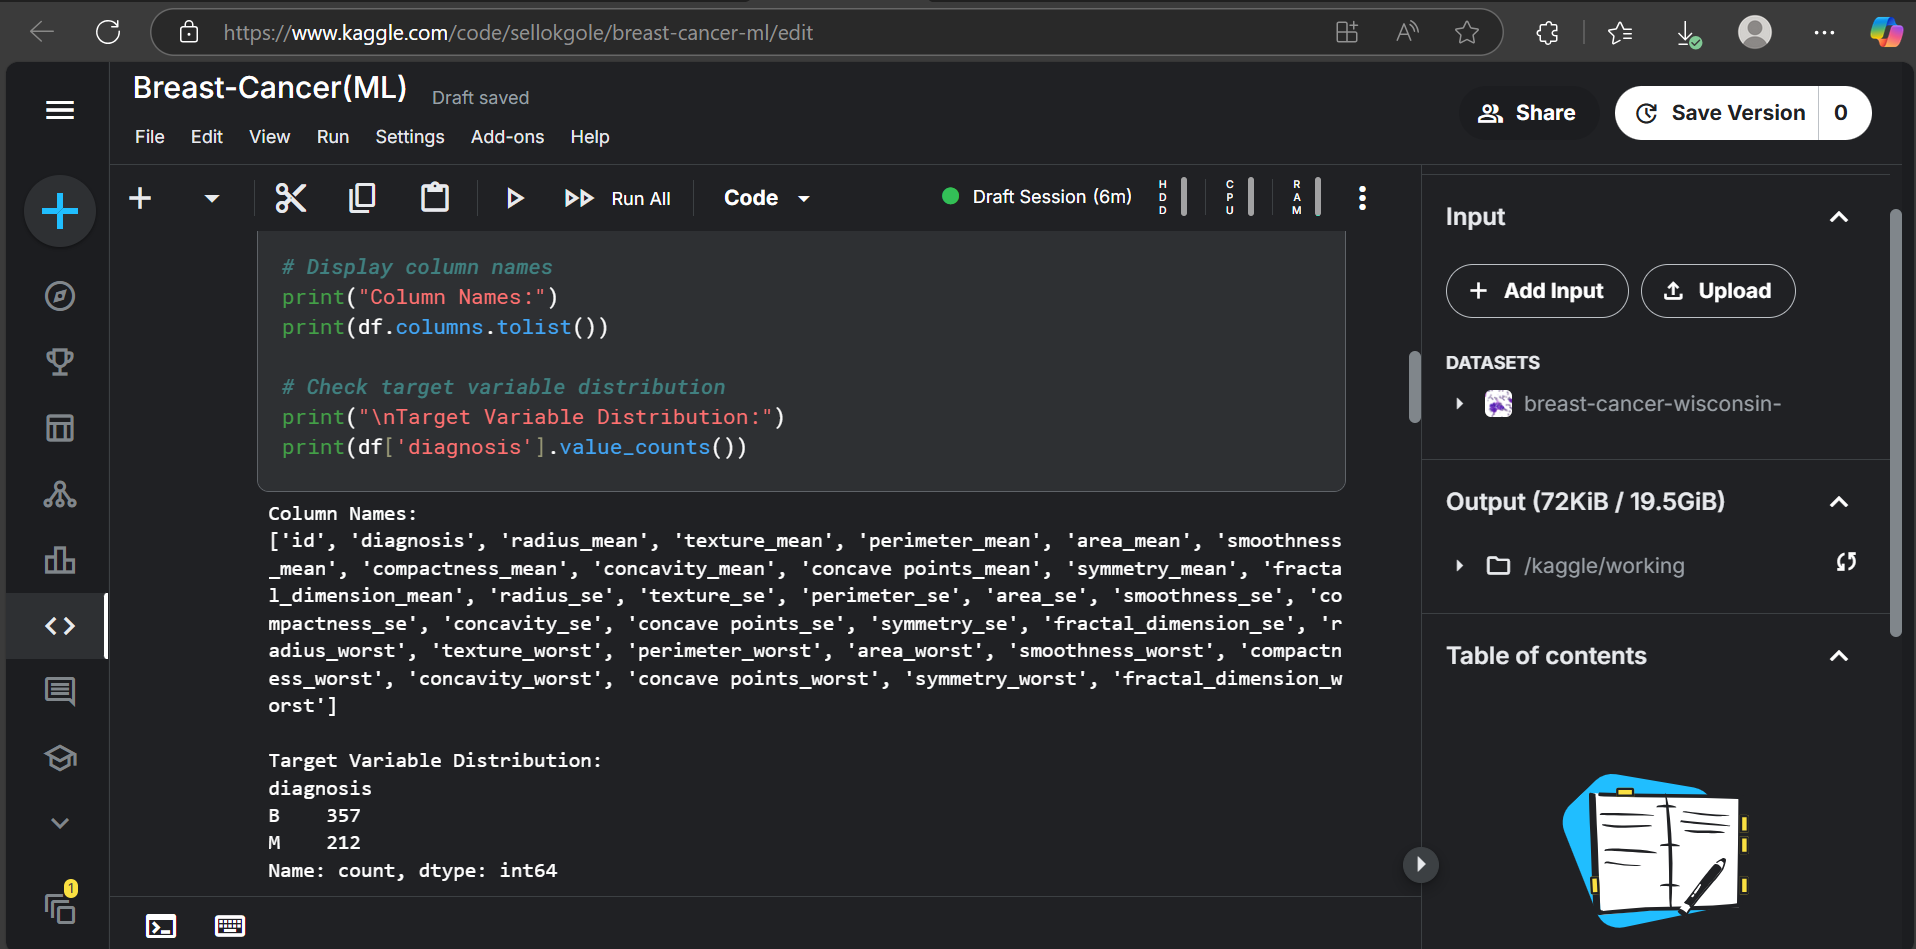 https://www.kaggle.com/code/sellokgole/breast-cancer-ml/edit
Breast-Cancer(ML)
Draft saved
Share
Save Version
0
File Edit View Run Settings Add-ons Help
Run All
Code
Draft Session (6m)
HDD
CPU
RAM
# Display column names
print("Column Names:")
print(df.columns.tolist())
# Check target variable distribution
print("\nTarget Variable Distribution:")
print(df['diagnosis'].value_counts())
Column Names:
['id', 'diagnosis', 'radius_mean', 'texture_mean', 'perimeter_mean', 'area_mean', 'smoothness
_mean', 'compactness_mean', 'concavity_mean', 'concave points_mean', 'symmetry_mean', 'fracta
l_dimension_mean', 'radius_se', 'texture_se', 'perimeter_se', 'area_se', 'smoothness_se', 'co
mpactness_se', 'concavity_se', 'concave points_se', 'symmetry_se', 'fractal_dimension_se', 'r
adius_worst', 'texture_worst', 'perimeter_worst', 'area_worst', 'smoothness_worst', 'compactn
ess_worst', 'concavity_worst', 'concave points_worst', 'symmetry_worst', 'fractal_dimension_w
orst']
Target Variable Distribution:
diagnosis
B    357
M    212
Name: count, dtype: int64
Input
Add Input
Upload
DATASETS
breast-cancer-wisconsin-
Output (72KiB / 19.5GiB)
/kaggle/working
Table of contents
1